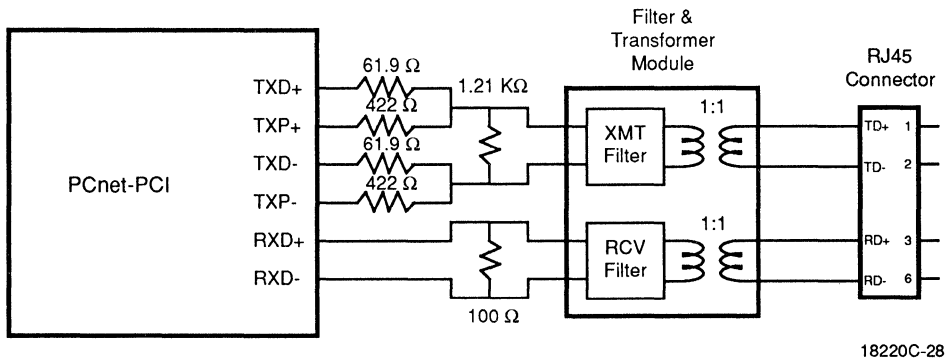 Filter &
Transformer
Module
RJ45
Connector
PCnet-PCI
TXD+
TXP+
TXD-
TXP-
RXD+
RXD-
61.9 Ω
422 Ω
61.9 Ω
422 Ω
1.21 KΩ
100 Ω
XMT
Filter
1:1
RCV
Filter
1:1
TD+ 1
TD- 2
RD+ 3
RD- 6
18220C-28